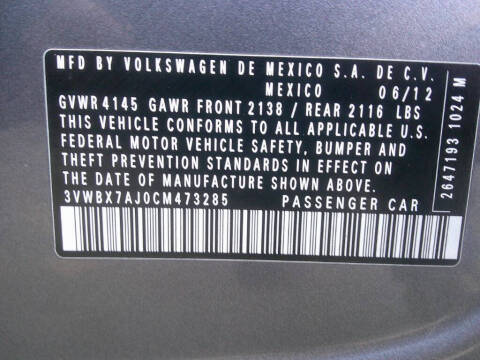 MFD BY VOLKSWAGEN DE MEXICO S.A. DE C.V.
MEXICO 06/12
GVWR 4145 GAWR FRONT 2138 / REAR 2116 LBS
THIS VEHICLE CONFORMS TO ALL APPLICABLE U.S.
FEDERAL MOTOR VEHICLE SAFETY, BUMPER AND
THEFT PREVENTION STANDARDS IN EFFECT ON
THE DATE OF MANUFACTURE SHOWN ABOVE.
3VWBX7AJ0CM473285 PASSENGER CAR
2647193 1024 M